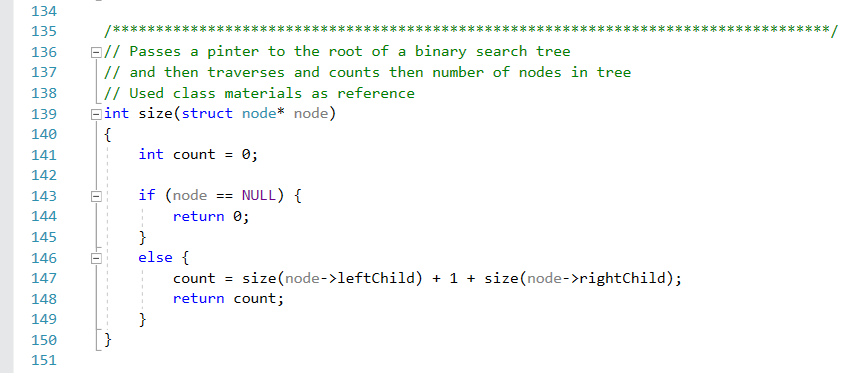 134
135 /***********************************************************************************/
136 // Passes a pinter to the root of a binary search tree
137 // and then traverses and counts then number of nodes in tree
138 // Used class materials as reference
139 int size(struct node* node)
140 {
141 int count = 0;
142
143 if (node == NULL) {
144 return 0;
145 }
146 else {
147 count = size(node->leftChild) + 1 + size(node->rightChild);
148 return count;
149 }
150 }
151